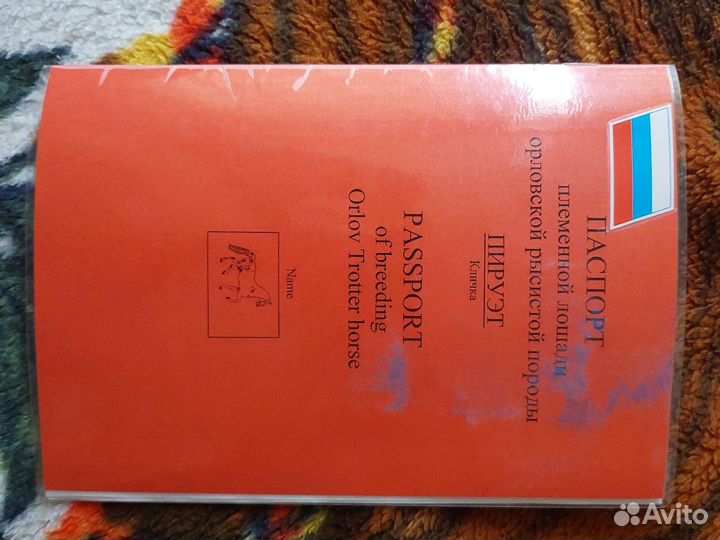 ПАСПОРТ
племенной лошади
орловской рысистой породы
ПИРУЭТ
Кличка
PASSPORT
of breeding
Orlov Trotter horse
Name
Avito